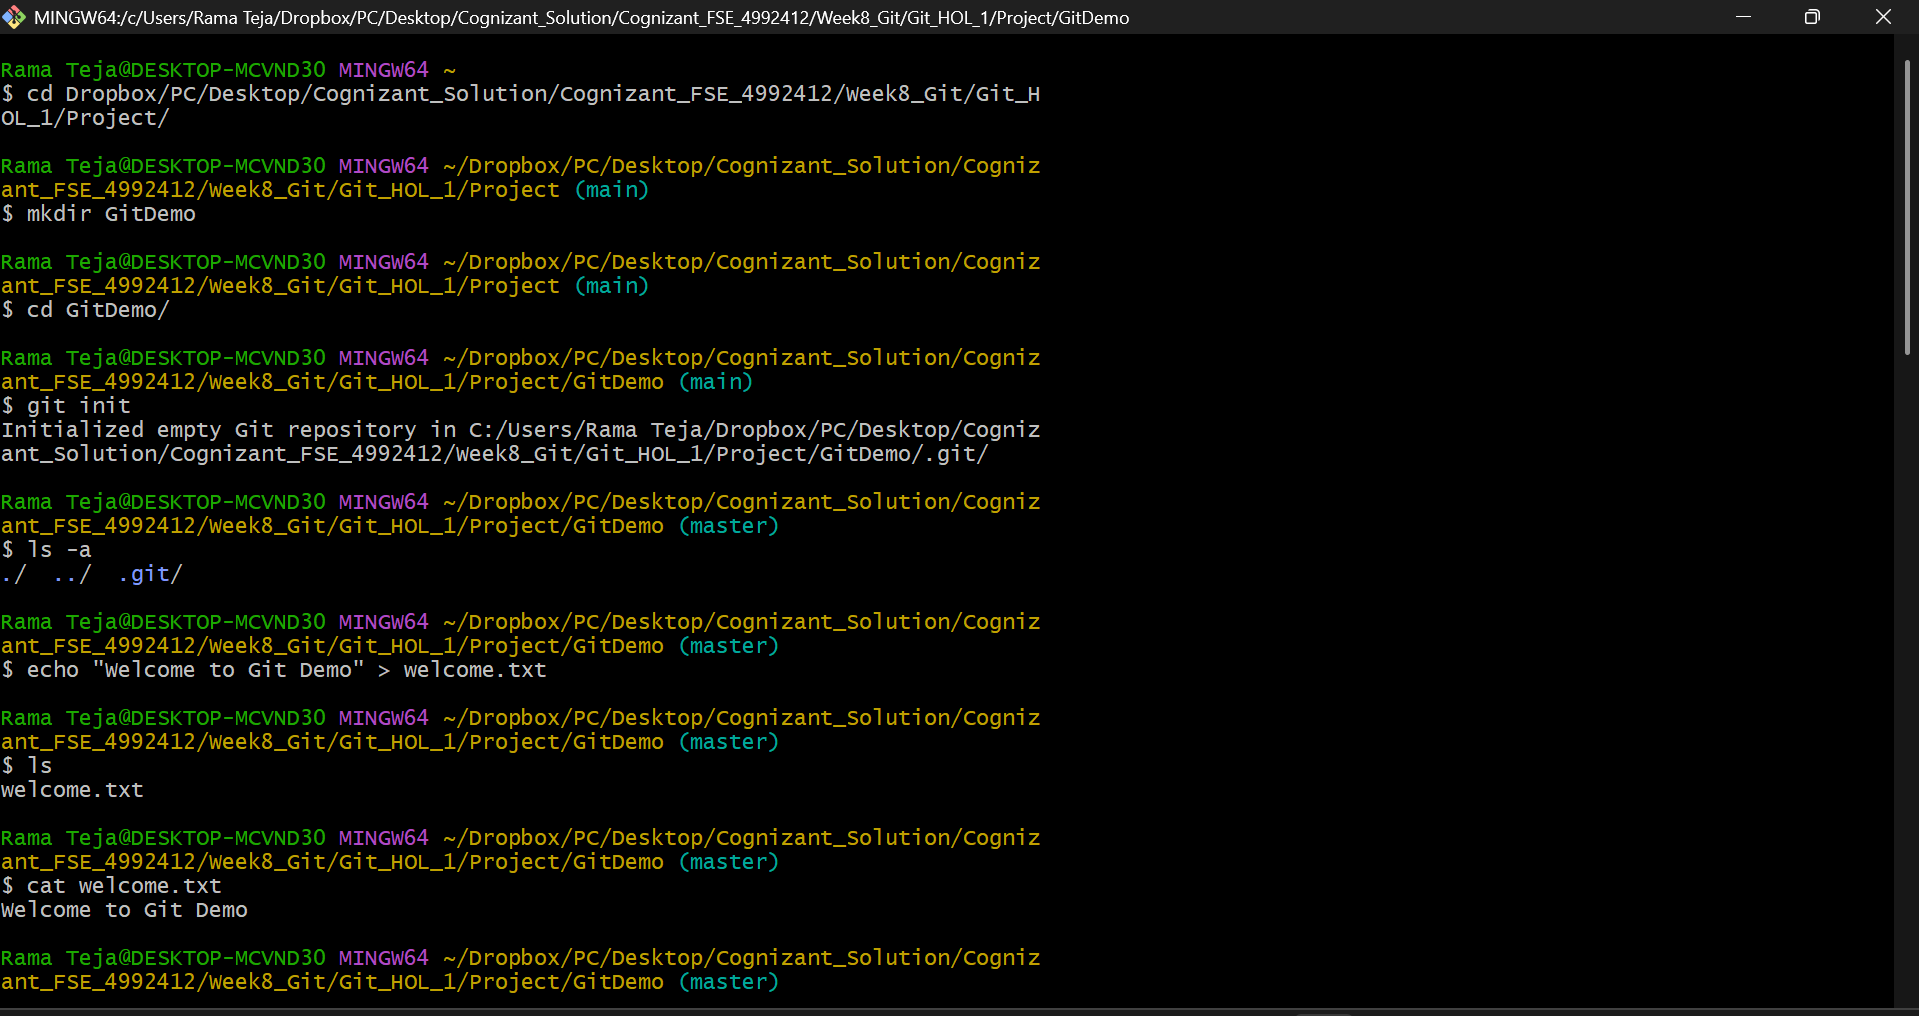 MINGW64:/c/Users/Rama Teja/Dropbox/PC/Desktop/Cognizant_Solution/Cognizant_FSE_4992412/Week8_Git/Git_HOL_1/Project/GitDemo
Rama Teja@DESKTOP-MCVND30 MINGW64 ~
$ cd Dropbox/PC/Desktop/Cognizant_Solution/Cognizant_FSE_4992412/Week8_Git/Git_H
OL_1/Project/
Rama Teja@DESKTOP-MCVND30 MINGW64 ~/Dropbox/PC/Desktop/Cognizant_Solution/Cogniz
ant_FSE_4992412/Week8_Git/Git_HOL_1/Project (main)
$ mkdir GitDemo
Rama Teja@DESKTOP-MCVND30 MINGW64 ~/Dropbox/PC/Desktop/Cognizant_Solution/Cogniz
ant_FSE_4992412/Week8_Git/Git_HOL_1/Project (main)
$ cd GitDemo/
Rama Teja@DESKTOP-MCVND30 MINGW64 ~/Dropbox/PC/Desktop/Cognizant_Solution/Cogniz
ant_FSE_4992412/Week8_Git/Git_HOL_1/Project/GitDemo (main)
$ git init
Initialized empty Git repository in C:/Users/Rama Teja/Dropbox/PC/Desktop/Cogniz
ant_Solution/Cognizant_FSE_4992412/Week8_Git/Git_HOL_1/Project/GitDemo/.git/
Rama Teja@DESKTOP-MCVND30 MINGW64 ~/Dropbox/PC/Desktop/Cognizant_Solution/Cogniz
ant_FSE_4992412/Week8_Git/Git_HOL_1/Project/GitDemo (master)
$ ls -a
./  ../  .git/
Rama Teja@DESKTOP-MCVND30 MINGW64 ~/Dropbox/PC/Desktop/Cognizant_Solution/Cogniz
ant_FSE_4992412/Week8_Git/Git_HOL_1/Project/GitDemo (master)
$ echo "Welcome to Git Demo" > welcome.txt
Rama Teja@DESKTOP-MCVND30 MINGW64 ~/Dropbox/PC/Desktop/Cognizant_Solution/Cogniz
ant_FSE_4992412/Week8_Git/Git_HOL_1/Project/GitDemo (master)
$ ls
welcome.txt
Rama Teja@DESKTOP-MCVND30 MINGW64 ~/Dropbox/PC/Desktop/Cognizant_Solution/Cogniz
ant_FSE_4992412/Week8_Git/Git_HOL_1/Project/GitDemo (master)
$ cat welcome.txt
Welcome to Git Demo
Rama Teja@DESKTOP-MCVND30 MINGW64 ~/Dropbox/PC/Desktop/Cognizant_Solution/Cogniz
ant_FSE_4992412/Week8_Git/Git_HOL_1/Project/GitDemo (master)